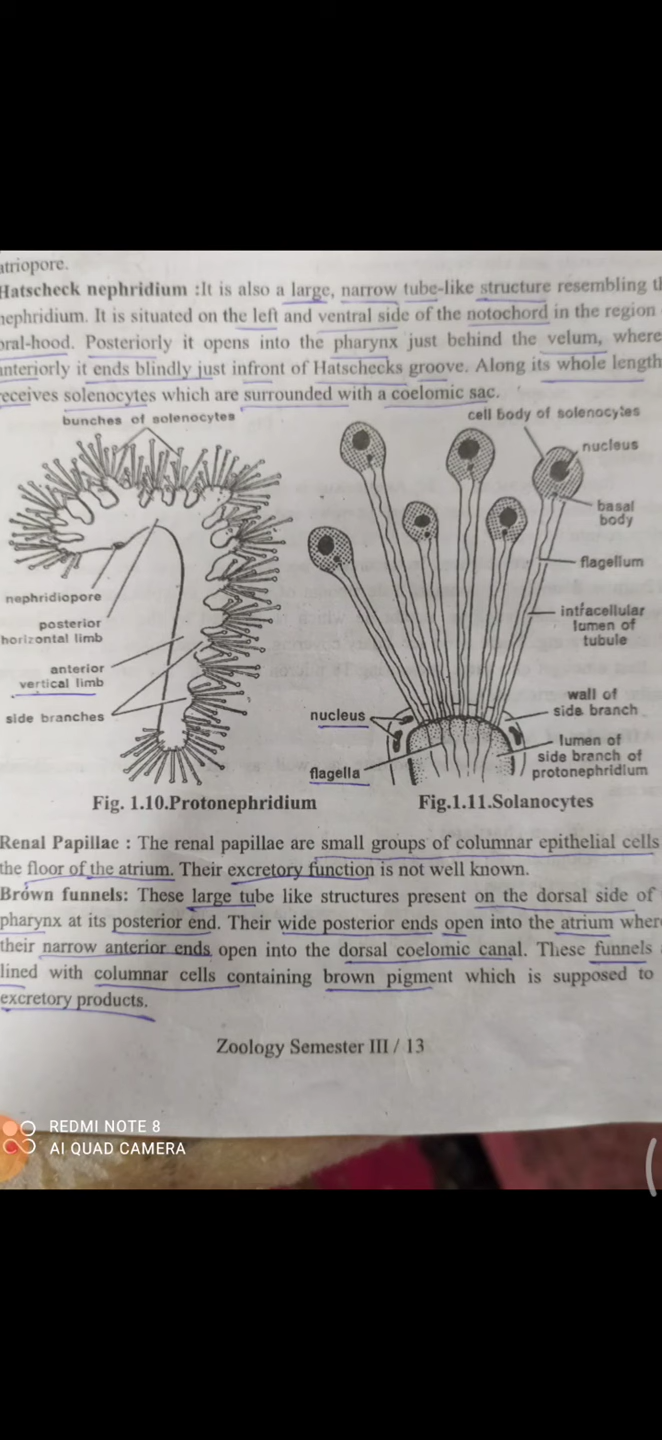 atriopore.
Hatscheck nephridium :It is also a large, narrow tube-like structure resembling
nephridium. It is situated on the left and ventral side of the notochord in the region
oral-hood. Posteriorly it opens into the pharynx just behind the velum, where
anteriorly it ends blindly just infront of Hatschecks groove. Along its whole length
receives solenocytes which are surrounded with a coelomic sac.
bunches of solenocytes
nephridiopore
posterior
horizontal limb
anterior
vertical limb
side branches
Fig. 1.10.Protonephridium
cell body of solenocytes
nucleus
basal
body
flagellum
intracellular
lumen of
tubule
nucleus
wall of
side branch
flagella
lumen of
side branch of
protonephridium
Fig.1.11.Solanocytes
Renal Papillae : The renal papillae are small groups of columnar epithelial cells
the floor of the atrium. Their excretory function is not well known.
Brown funnels: These large tube like structures present on the dorsal side of
pharynx at its posterior end. Their wide posterior ends open into the atrium wher
their narrow anterior ends open into the dorsal coelomic canal. These funnels
lined with columnar cells containing brown pigment which is supposed to
excretory products.
Zoology Semester III / 13
REDMI NOTE 8
AI QUAD CAMERA